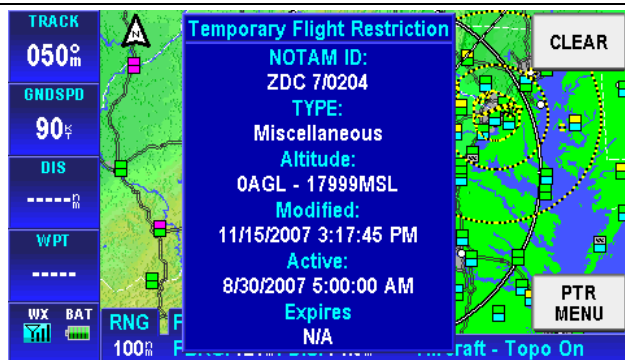 TRACK
050°m
GNDSPD
90kt
DIS
-----nm
WPT
-----
WX BAT
N
Temporary Flight Restriction
NOTAM ID:
ZDC 7/0204
TYPE:
Miscellaneous
Altitude:
0AGL - 17999MSL
Modified:
11/15/2007 3:17:45 PM
Active:
8/30/2007 5:00:00 AM
Expires
N/A
CLEAR
PTR
MENU
RNG
100nm
raft - Topo On